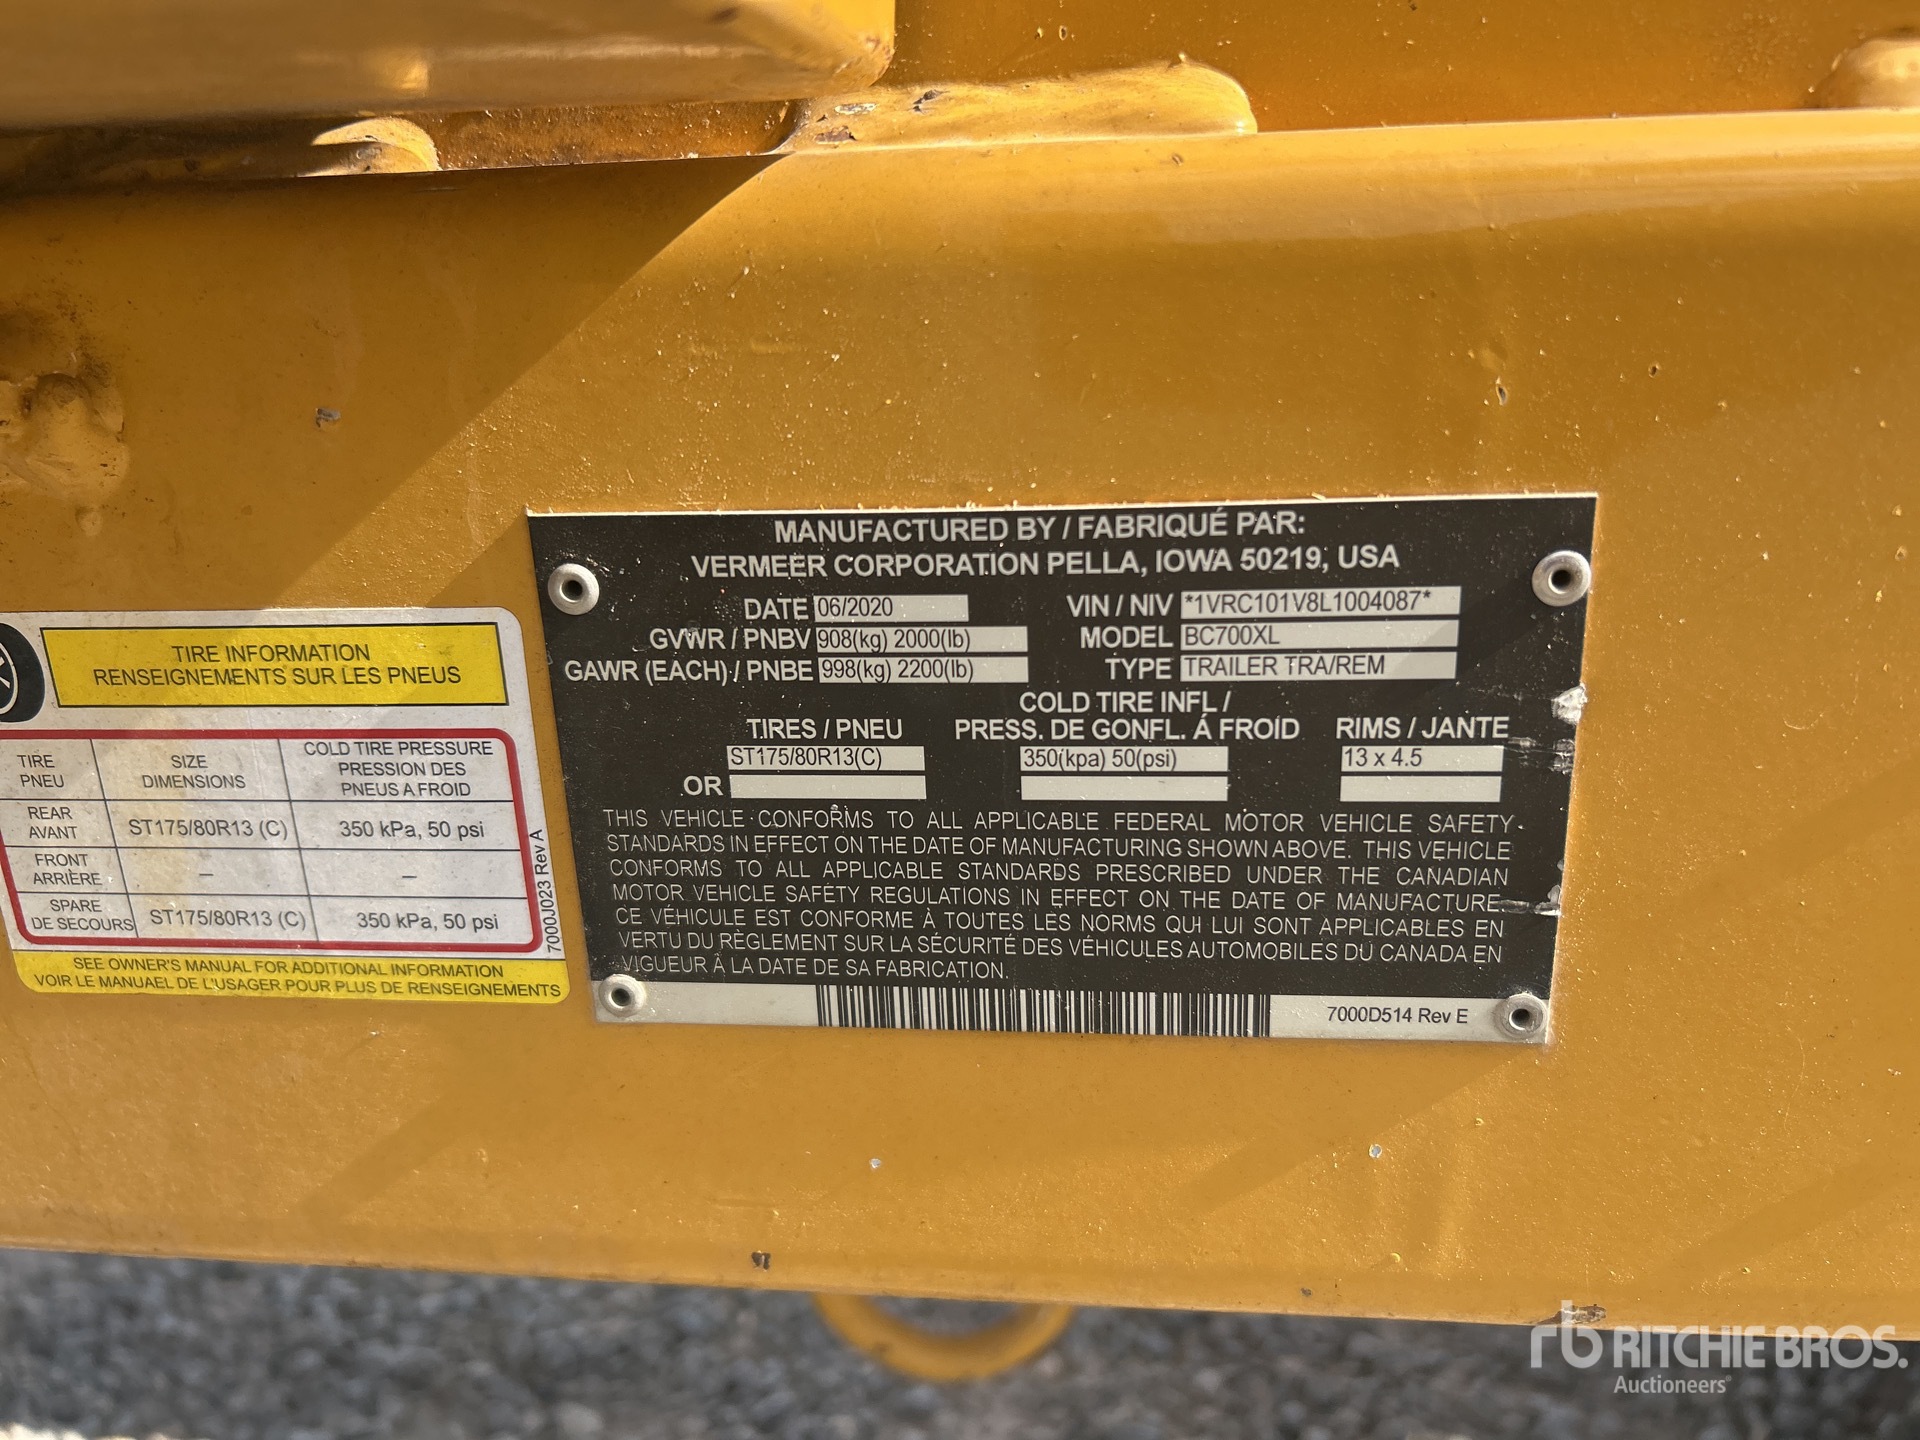 TIRE INFORMATION
RENSEIGNEMENTS SUR LES PNEUS
TIRE
PNEU
SIZE
DIMENSIONS
COLD TIRE PRESSURE
PRESSION DES
PNEUS A FROID
REAR
AVANT
ST175/80R13 (C)
350 kPa, 50 psi
FRONT
ARRIÈRE
–
–
SPARE
DE SECOURS
ST175/80R13 (C)
350 kPa, 50 psi
7000J023 Rev A
SEE OWNER'S MANUAL FOR ADDITIONAL INFORMATION
VOIR LE MANUAEL DE L'USAGER POUR PLUS DE RENSEIGNEMENTS
MANUFACTURED BY / FABRIQUÉ PAR:
VERMEER CORPORATION PELLA, IOWA 50219, USA
DATE 06/2020
VIN / NIV *1VRC101V8L1004087*
GVWR / PNBV 908(kg) 2000(lb)
MODEL BC700XL
GAWR (EACH) / PNBE 998(kg) 2200(lb)
TYPE TRAILER TRA/REM
TIRES / PNEU
COLD TIRE INFL /
PRESS. DE GONFL. Á FROID
RIMS / JANTE
ST175/80R13(C)
350(kpa) 50(psi)
13 x 4.5
OR
THIS VEHICLE CONFORMS TO ALL APPLICABLE FEDERAL MOTOR VEHICLE SAFETY
STANDARDS IN EFFECT ON THE DATE OF MANUFACTURING SHOWN ABOVE. THIS VEHICLE
CONFORMS TO ALL APPLICABLE STANDARDS PRESCRIBED UNDER THE CANADIAN
MOTOR VEHICLE SAFETY REGULATIONS IN EFFECT ON THE DATE OF MANUFACTURE.
CE VÉHICULE EST CONFORME À TOUTES LES NORMS QUI LUI SONT APPLICABLES EN
VERTU DU RÈGLEMENT SUR LA SÉCURITÉ DES VÉHICULES AUTOMOBILES DU CANADA EN
VIGUEUR À LA DATE DE SA FABRICATION.
7000D514 Rev E
rb RITCHIE BROS.
Auctioneers